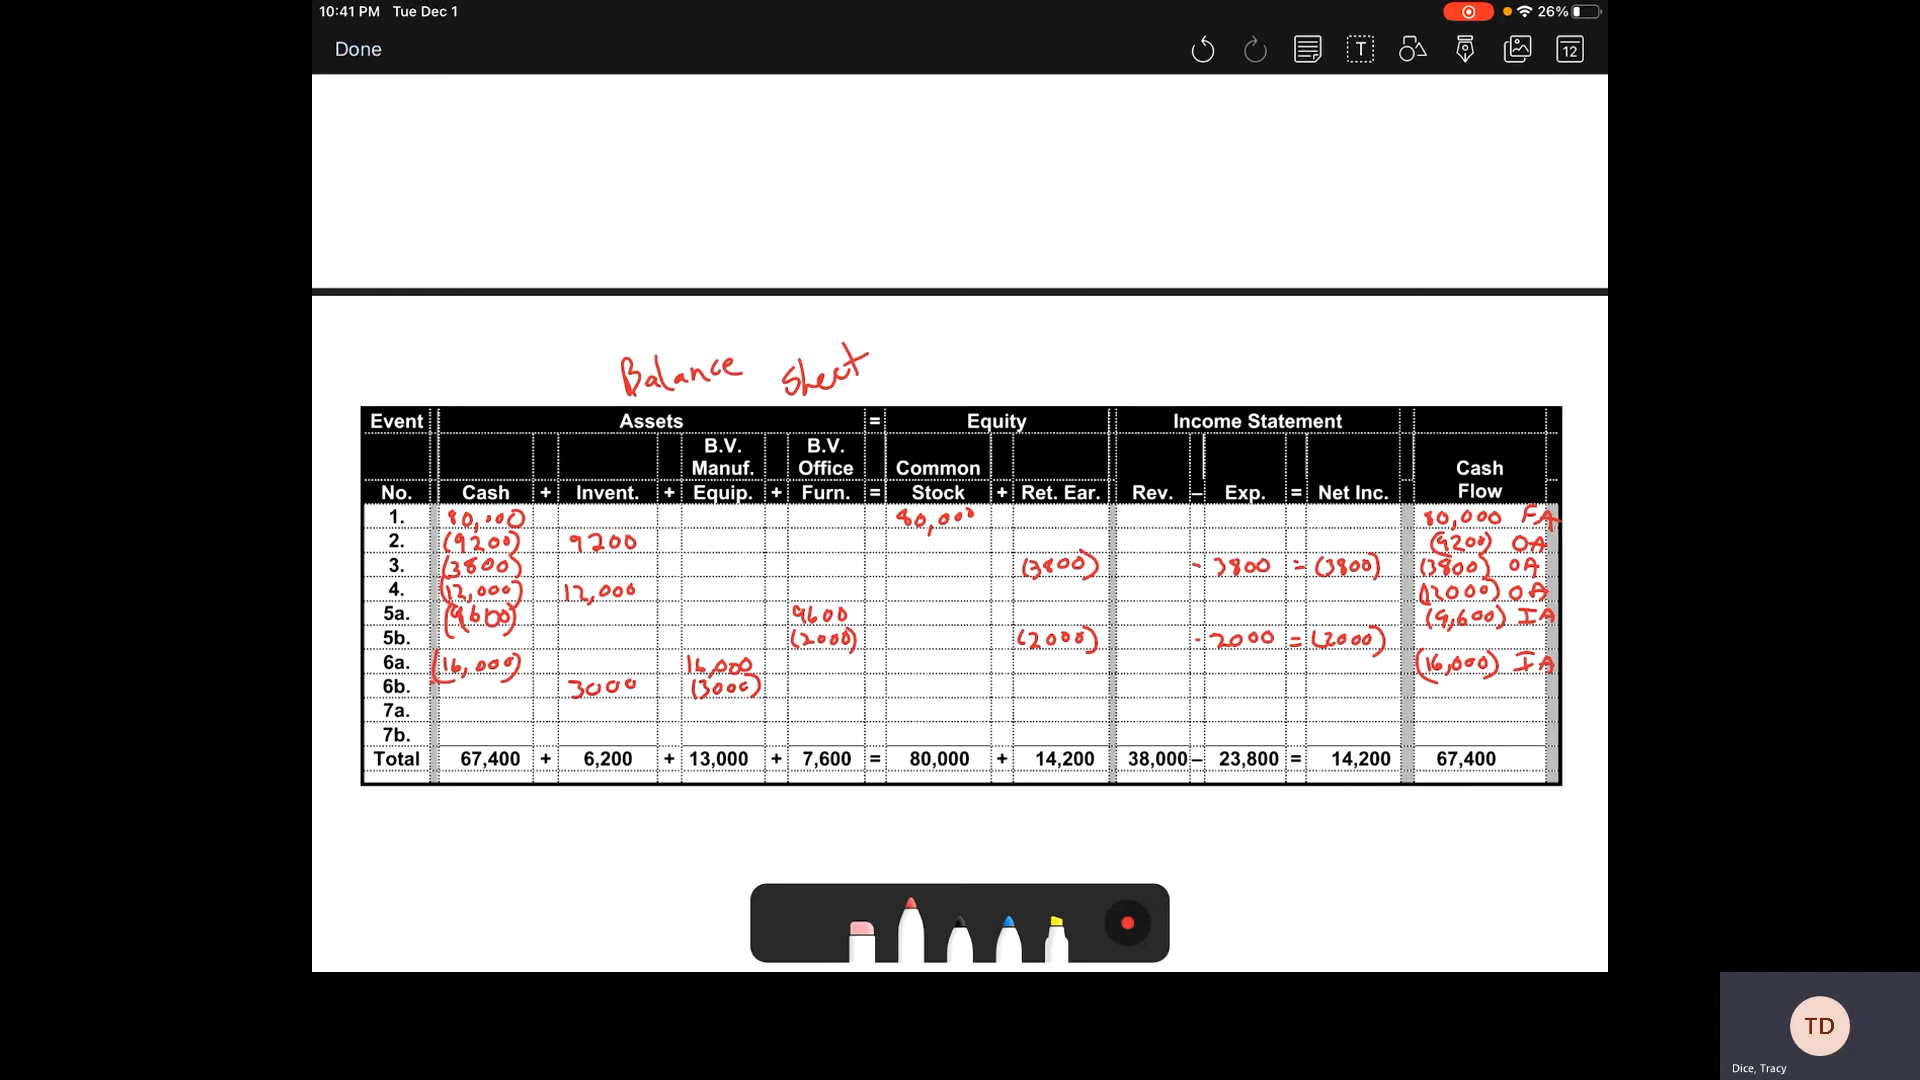 10:41 PM Tue Dec 1 26%
Done T 12
Balance Sheet
Event Assets = Equity Income Statement
B.V. B.V.
Manuf. Office Common Cash
No. Cash + Invent. + Equip. + Furn. = Stock + Ret. Ear. Rev. – Exp. = Net Inc. Flow
1. 80,000 80,000 80,000 FA
2. (9200) 9200 (9200) OA
3. (3800) (3800) - 3800 = (3800) (3800) OA
4. (12,000) 12,000 (12000) OA
5a. (9600) 9600 (9,600) IA
5b. (2000) (2000) - 2000 = (2000)
6a. (16,000) 16,000 (16,000) IA
6b. 3000 (3000)
7a.
7b.
Total 67,400 + 6,200 + 13,000 + 7,600 = 80,000 + 14,200 38,000 – 23,800 = 14,200 67,400
TD
Dice, Tracy